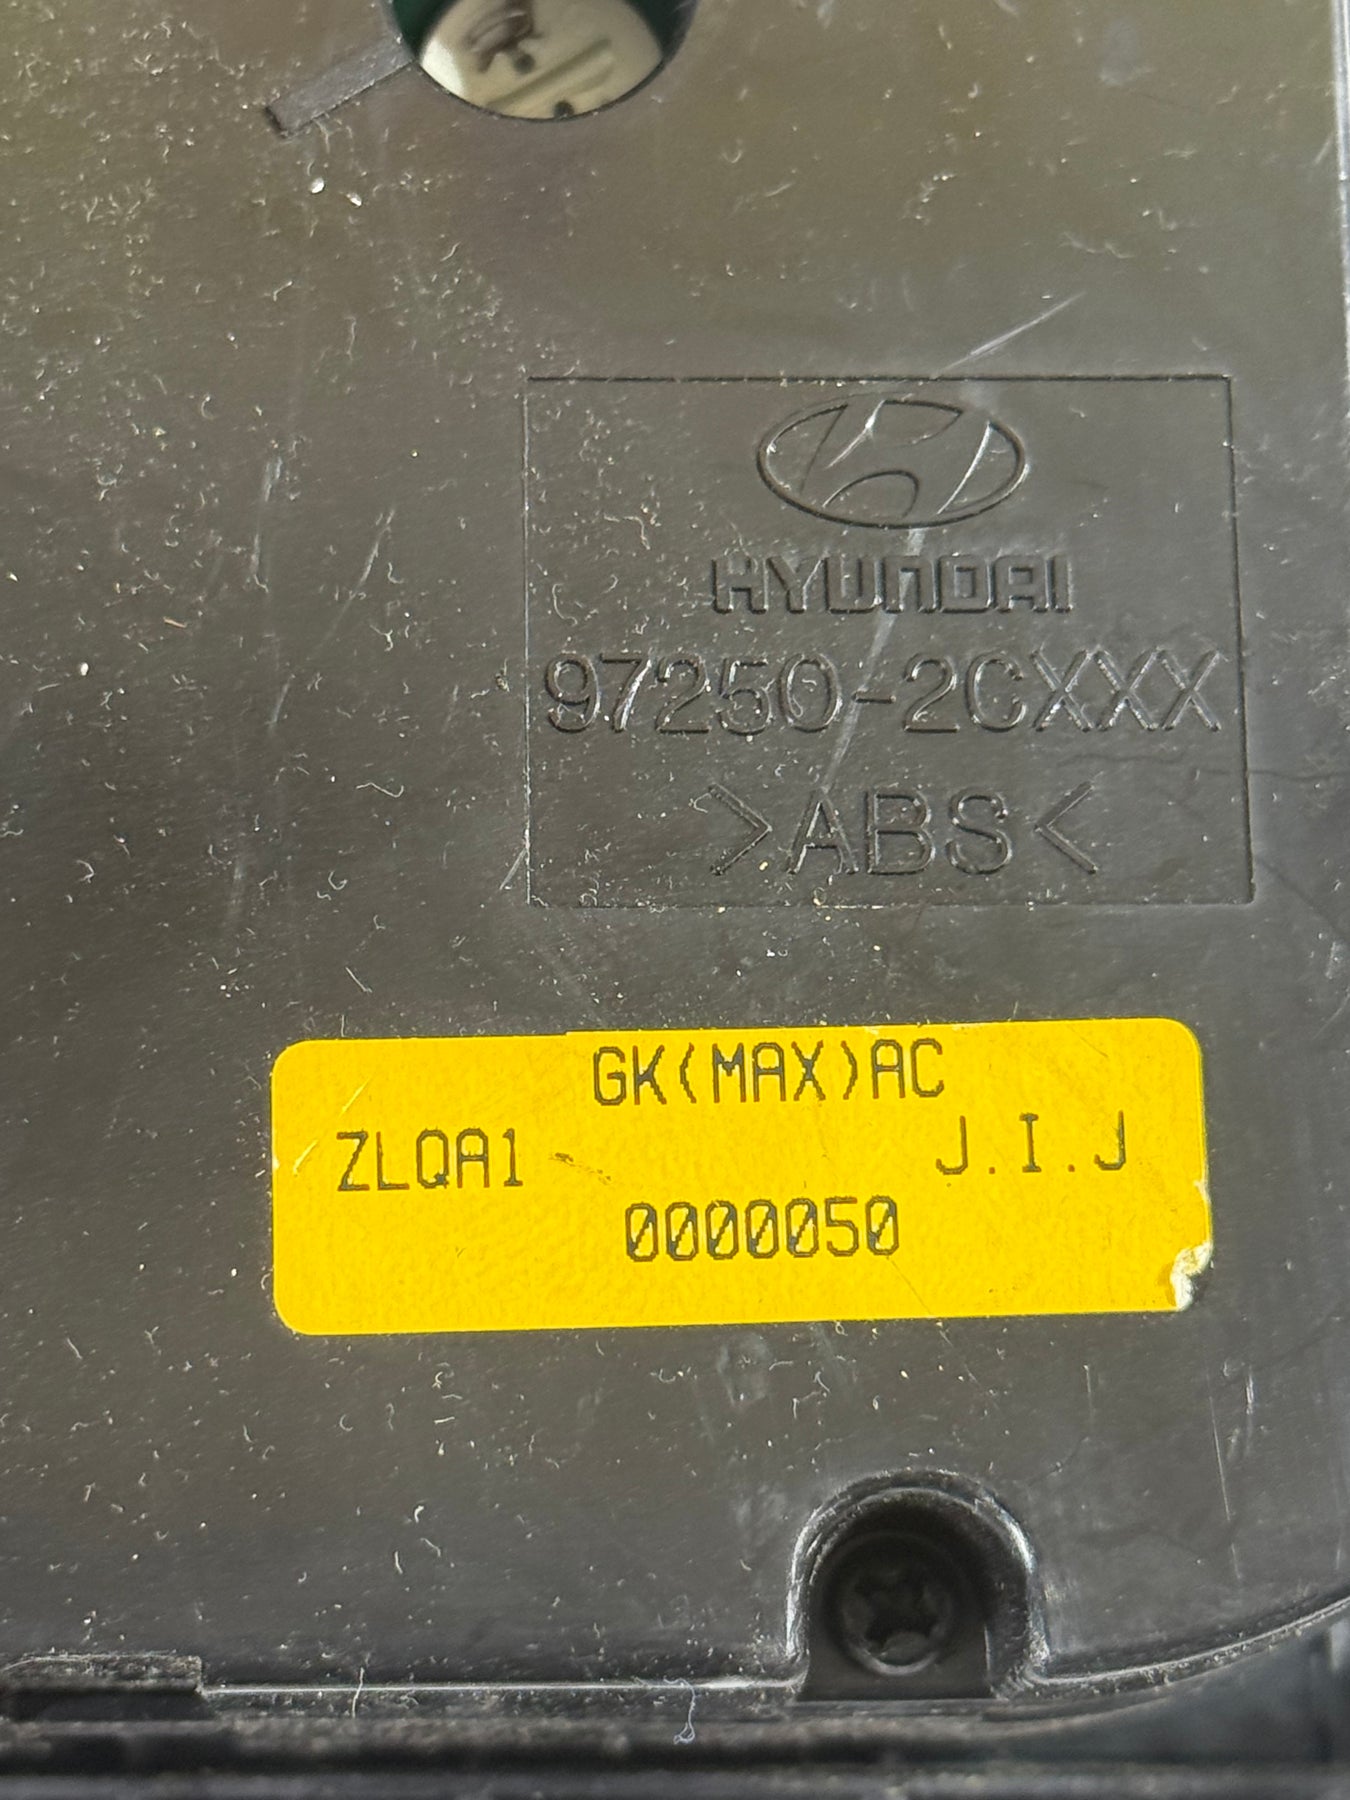 HYUNDAI
97250-2CXXX
>ABS<
GK(MAX)AC
ZLQA1 J.I.J
0000050